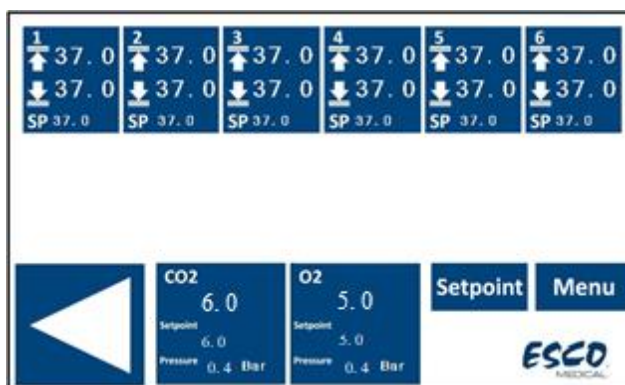 1 2 3 4 5 6
37.0 37.0 37.0 37.0 37.0 37.0
37.0 37.0 37.0 37.0 37.0 37.0
SP 37.0 SP 37.0 SP 37.0 SP 37.0 SP 37.0 SP 37.0
CO2
6.0
Setpoint
6.0
Pressure 0.4 Bar
O2
5.0
Setpoint
5.0
Pressure 0.4 Bar
Setpoint
Menu
ESCO
MEDICAL